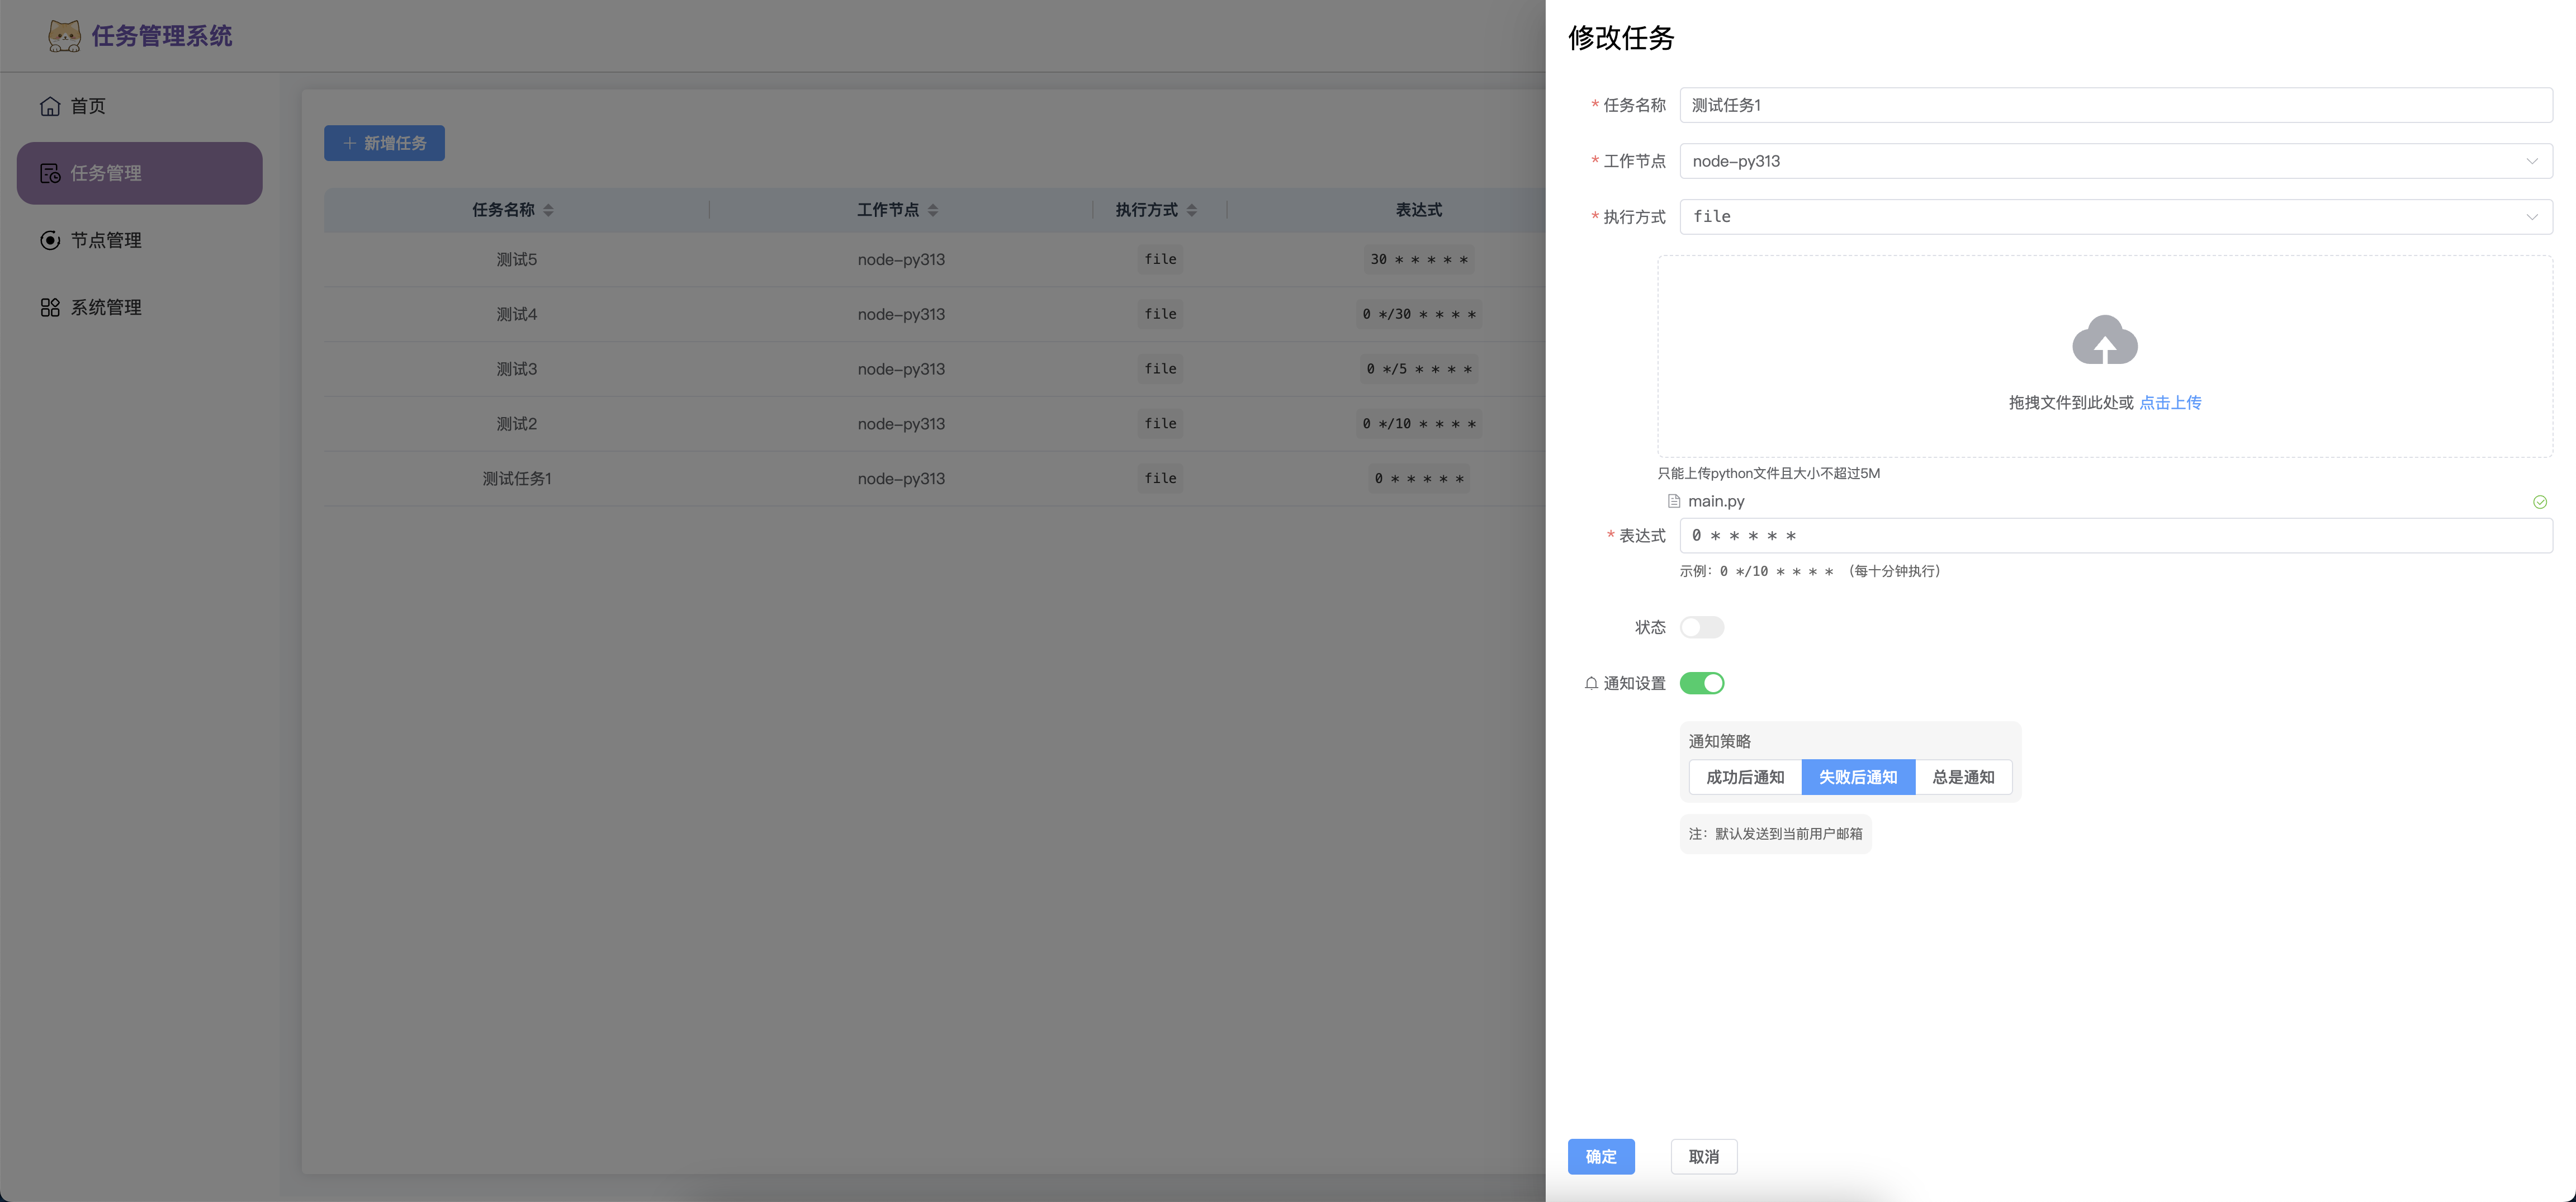 任务管理系统
首页
任务管理
节点管理
系统管理
新增任务
任务名称 工作节点 执行方式 表达式
测试5 node-py313 file 30 * * * * *
测试4 node-py313 file 0 */30 * * * *
测试3 node-py313 file 0 */5 * * * *
测试2 node-py313 file 0 */10 * * * *
测试任务1 node-py313 file 0 * * * * *
修改任务
* 任务名称 测试任务1
* 工作节点 node-py313
* 执行方式 file
拖拽文件到此处或 点击上传
只能上传python文件且大小不超过5M
main.py
* 表达式 0 * * * * *
示例：0 */10 * * * * （每十分钟执行）
状态
通知设置
通知策略
成功后通知 失败后通知 总是通知
注：默认发送到当前用户邮箱
确定 取消